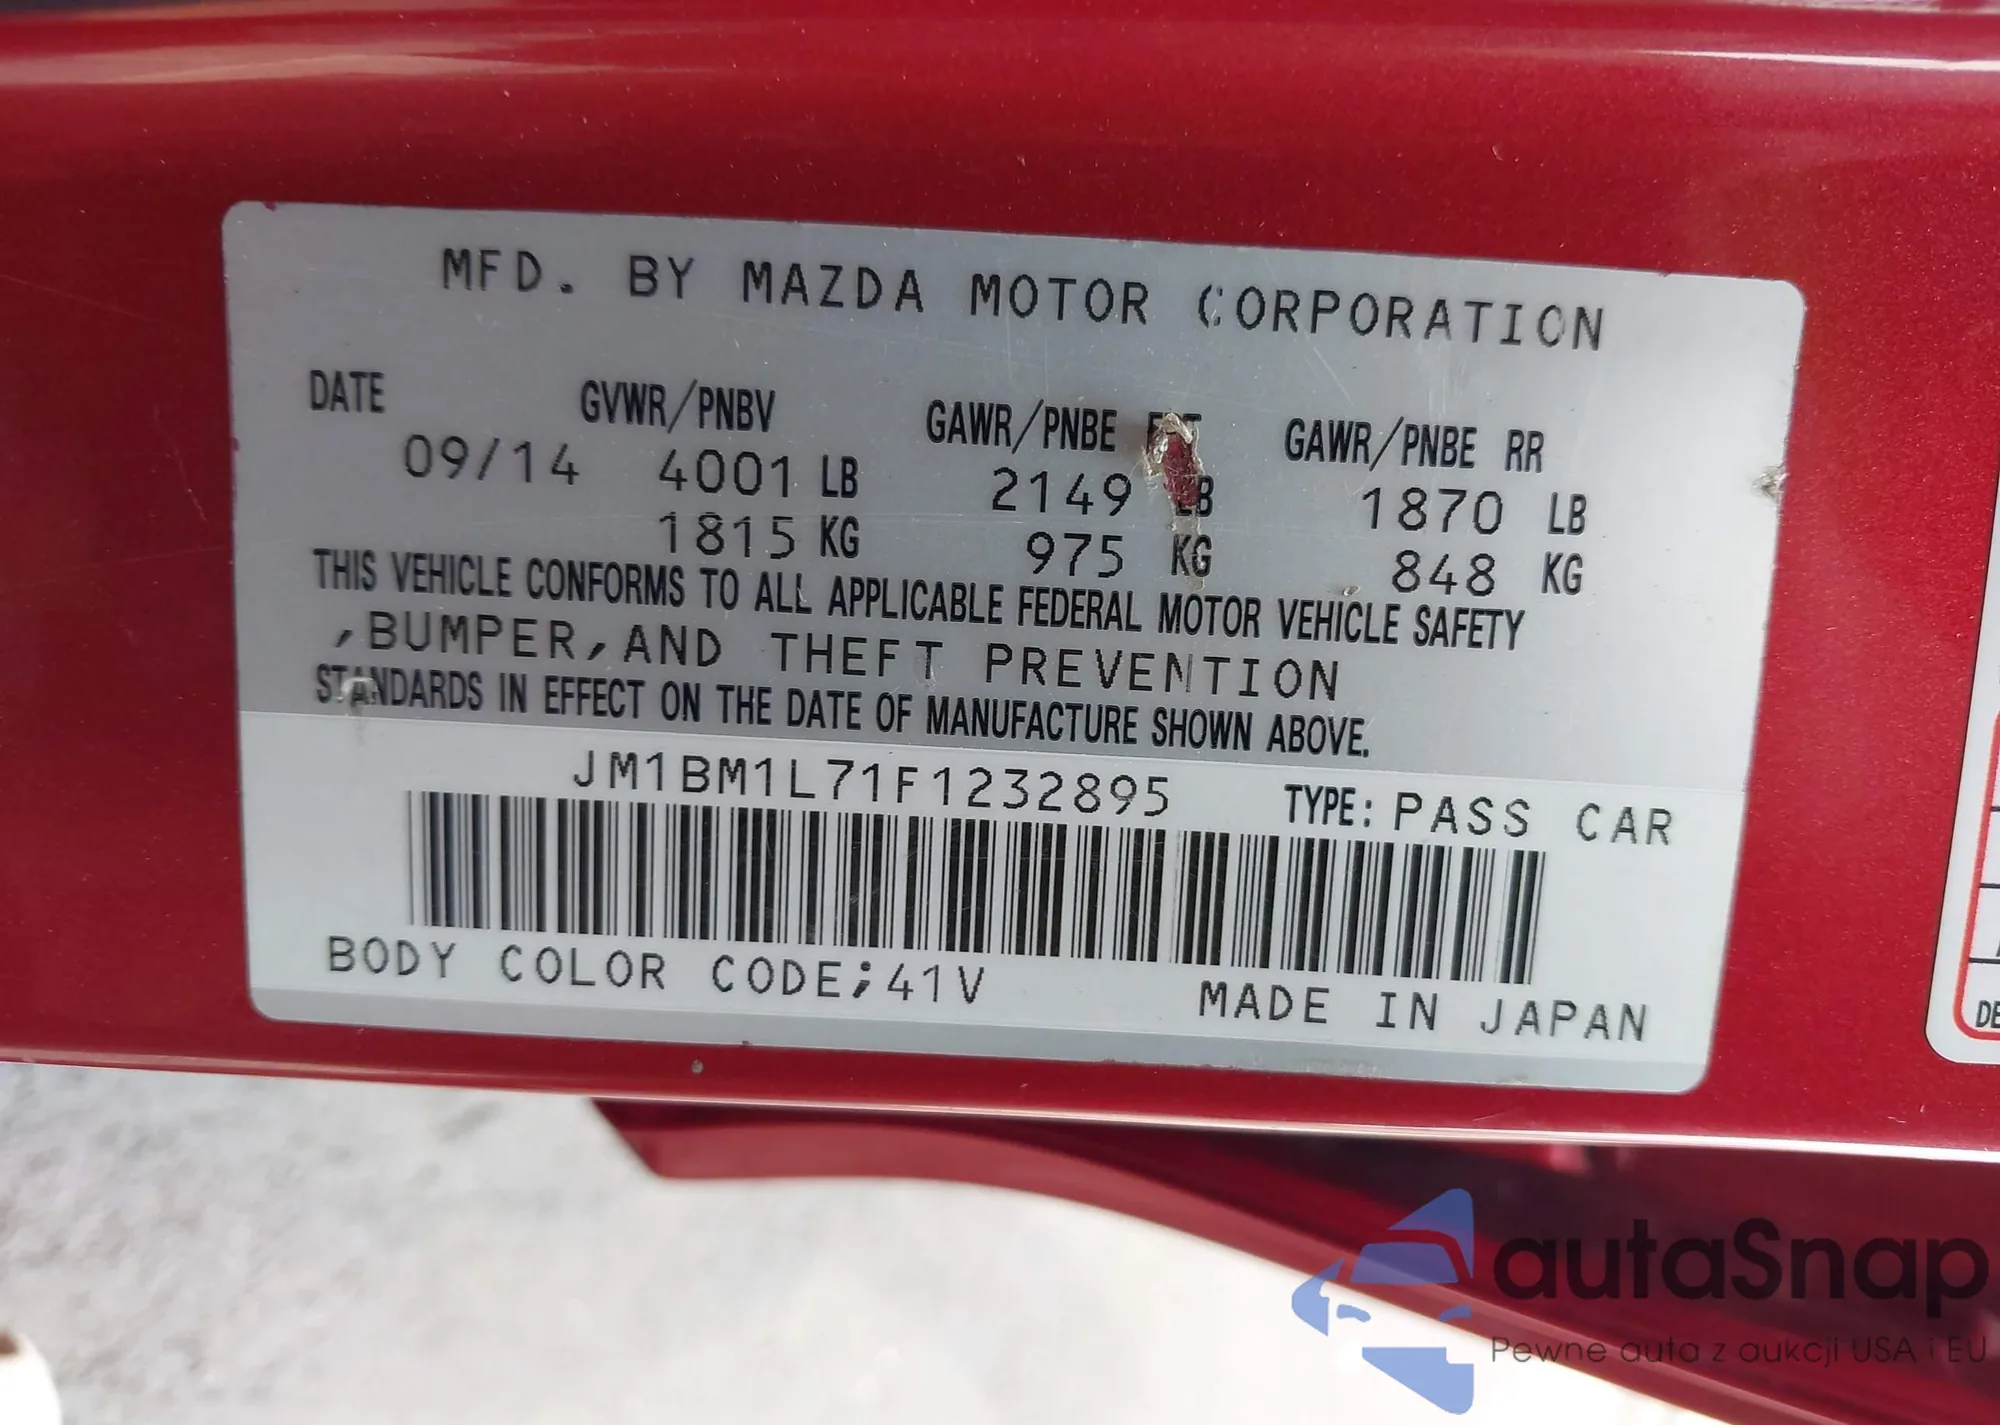 MFD. BY MAZDA MOTOR CORPORATION
DATE GVWR/PNBV GAWR/PNBE GAWR/PNBE RR
09/14 4001 LB 2149 LB 1870 LB
1815 KG 975 KG 848 KG
THIS VEHICLE CONFORMS TO ALL APPLICABLE FEDERAL MOTOR VEHICLE SAFETY
,BUMPER,AND THEFT PREVENTION
STANDARDS IN EFFECT ON THE DATE OF MANUFACTURE SHOWN ABOVE.
JM1BM1L71F1232895 TYPE: PASS CAR
BODY COLOR CODE;41V MADE IN JAPAN
autaSnap
Pewne auta z aukcji USA i EU